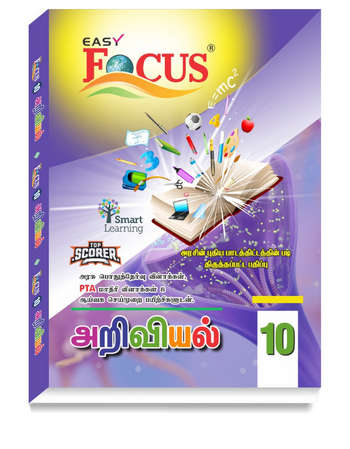 EASY
FOCUS®
E=mc²
Smart
Learning
TOP
SCORER
அரசின் புதிய பாடத்திட்டத்தின் படி
திருத்தப்பட்ட பதிப்பு
அரசு பொதுத்தேர்வு வினாக்கள்,
PTA மாதிரி வினாக்கள் &
ஆய்வக செய்முறை பயிற்சிகளுடன்.
அறிவியல்
10